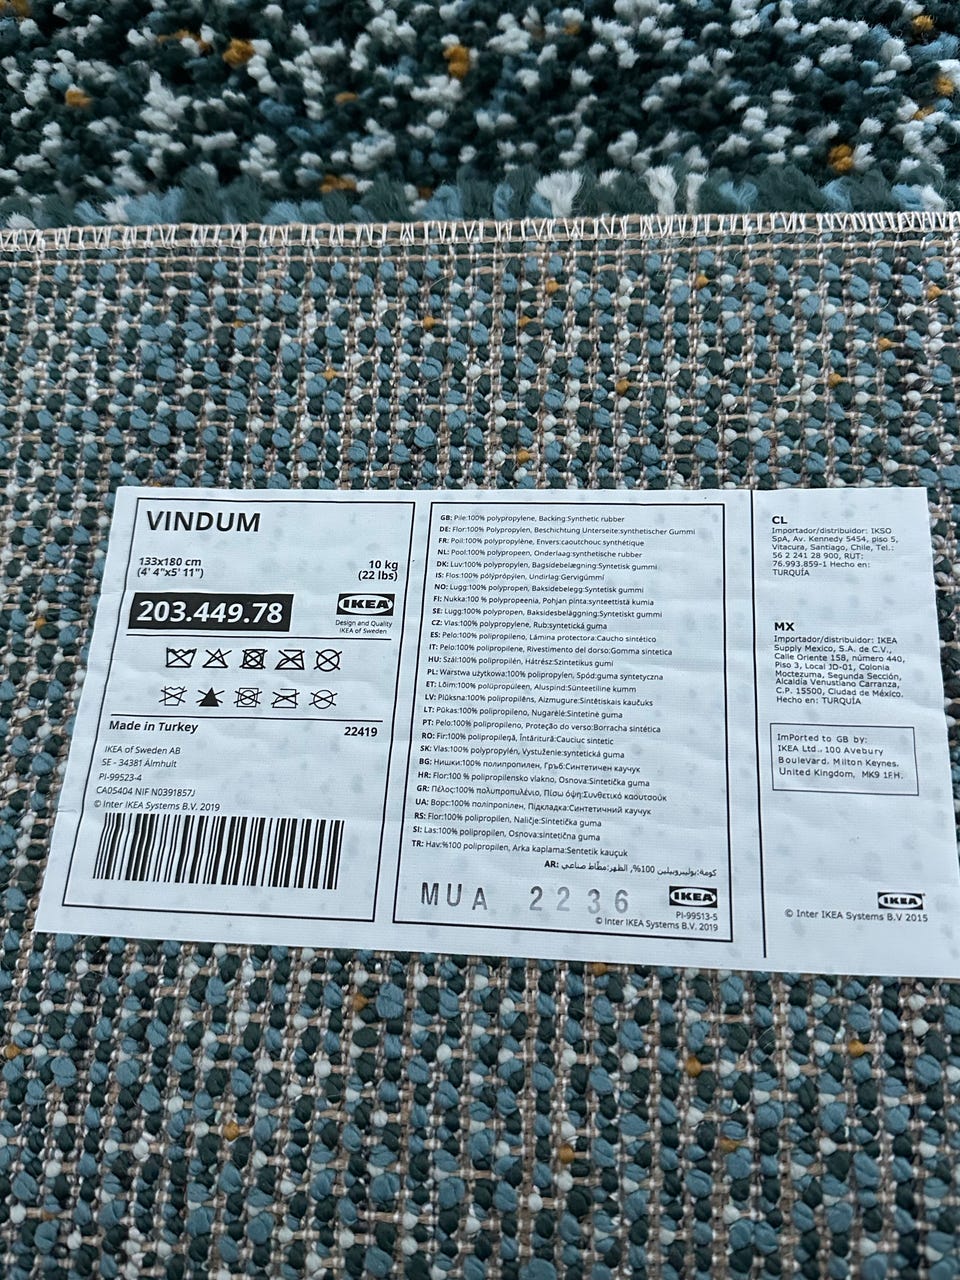 VINDUM
133x180 cm
(4' 4"x5' 11")
10 kg
(22 lbs)
203.449.78
IKEA
Design and Quality
IKEA of Sweden
Made in Turkey
22419
IKEA of Sweden AB
SE - 34381 Älmhult
PI-99523-4
CA05404 NIF N0391857J
© Inter IKEA Systems B.V. 2019
GB: Pile:100% polypropylene, Backing:Synthetic rubber
DE: Flor:100% Polypropylen, Beschichtung Unterseite:synthetischer Gummi
FR: Poil:100% polypropylène, Envers:caoutchouc synthétique
NL: Pool:100% polypropeen, Onderlaag:synthetische rubber
DK: Luv:100% polypropylen, Bagsidebelægning:Syntetisk gummi
IS: Flos:100% pólýprópýlen, Undirlag:Gervigúmmí
NO: Lugg:100% propylen, Baksidebelegg:Syntetisk gummi
FI: Nukka:100 % polypropeenia, Pohjan pinta:synteettistä kumia
SE: Lugg:100% polypropen, Baksidesbeläggning:Syntetiskt gummi
CZ: Vlas:100% polypropylen, Rub:syntetická guma
ES: Pelo:100% polipropileno, Lámina protectora:Caucho sintético
IT: Pelo:100% polipropilene, Rivestimento del dorso:Gomma sintetica
HU: Szál:100% polipropilén, Hátrész:Szintetikus gumi
PL: Warstwa użytkowa:100% polipropylen, Spód:guma syntetyczna
ET: Lõim:100% polüpropüleen, Aluspind:Sünteetiline kumm
LV: Plūksna:100% polipropilēns, Aizmugure:Sintētiskais kaučuks
LT: Pūkas:100% polipropilenas, Nugarėlė:Sintetinė guma
PT: Pelo:100% polipropileno, Proteção do verso:Borracha sintética
RO: Fir:100% polipropilenă, Întăritură:Cauciuc sintetic
SK: Vlas:100% polypropylén, Vystuženie:syntetická guma
BG: Нишки:100% полипропилен, Гръб:Синтетичен каучук
HR: Flor:100 % polipropilensko vlakno, Osnova:Sintetička guma
GR: Πέλος:100% πολυπροπυλένιο, Πίσω όψη:Συνθετικό καουτσούκ
UA: Ворс:100% поліпропілен, Підкладка:Синтетичний каучук
RS: Flor:100% polipropilen, Naličje:Sintetička guma
SI: Las:100% polipropilen, Osnova:sintetična guma
TR: Hav:%100 polipropilen, Arka kaplama:Sentetik kauçuk
AR: كومة:بوليبروبيلين 100%, الظهر:مطّاط صناعي
MUA 2236
IKEA
PI-99513-5
© Inter IKEA Systems B.V. 2019
CL
Importador/distribuidor: IKSO
SpA, Av. Kennedy 5454, piso 5,
Vitacura, Santiago, Chile, Tel.:
56 2 241 28 900, RUT:
76.993.859-1 Hecho en:
TURQUÍA
MX
Importador/distribuidor: IKEA
Supply Mexico, S.A. de C.V.,
Calle Oriente 158, número 440,
Piso 3, Local JD-01, Colonia
Moctezuma, Segunda Sección,
Alcaldía Venustiano Carranza,
C.P. 15500, Ciudad de México.
Hecho en: TURQUÍA
ImPorted to GB by:
IKEA Ltd., 100 Avebury
Boulevard, Milton Keynes,
United Kingdom, MK9 1FH.
IKEA
© Inter IKEA Systems B.V 2015